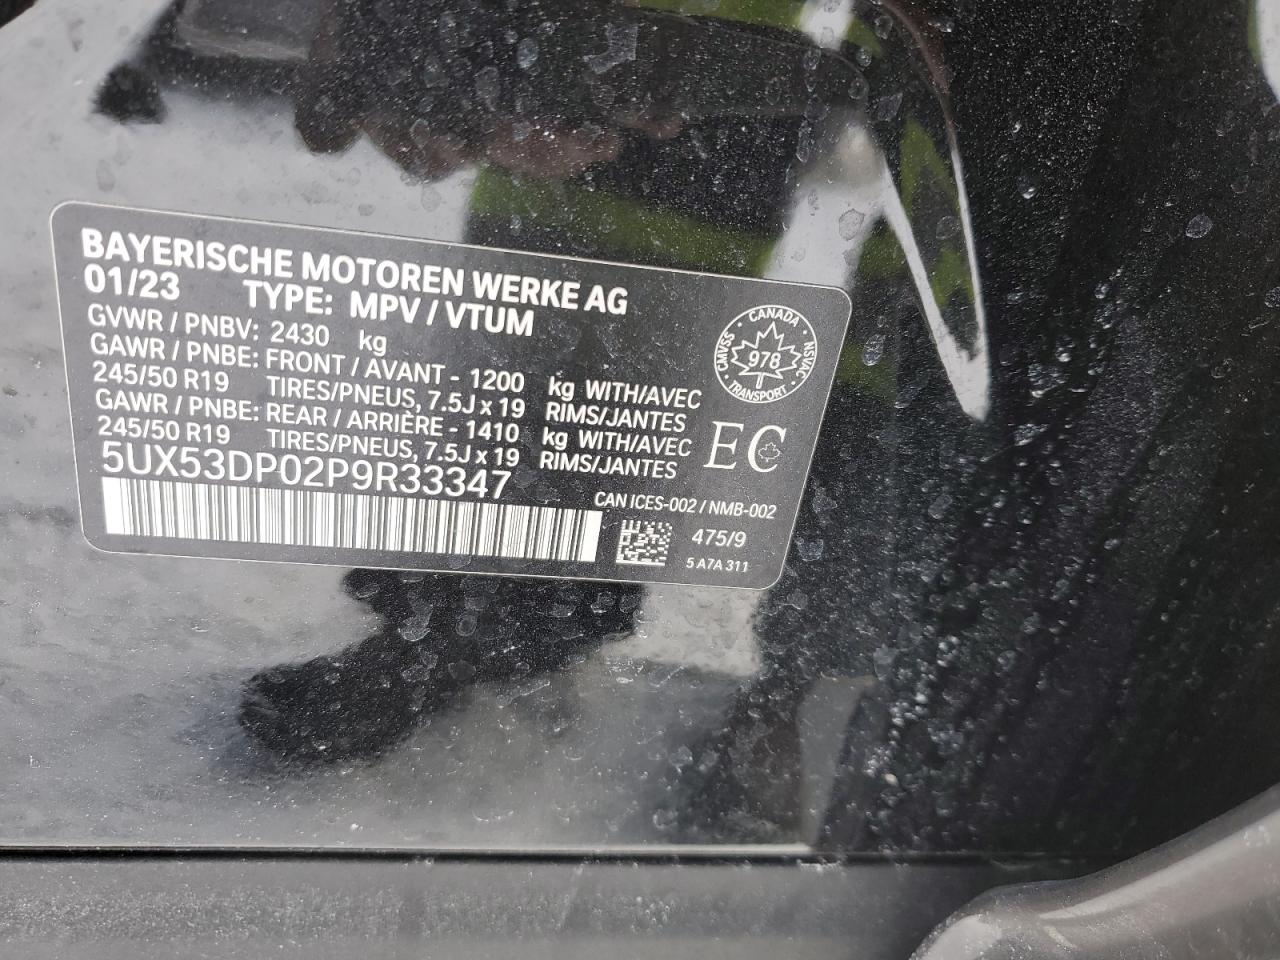 BAYERISCHE MOTOREN WERKE AG
01/23 TYPE: MPV / VTUM
GVWR / PNBV: 2430 kg
GAWR / PNBE: FRONT / AVANT - 1200 kg WITH/AVEC
245/50 R19 TIRES/PNEUS, 7.5J x 19 RIMS/JANTES
GAWR / PNBE: REAR / ARRIÈRE - 1410 kg WITH/AVEC
245/50 R19 TIRES/PNEUS, 7.5J x 19 RIMS/JANTES
5UX53DP02P9R33347
CANADA
CMVSS 978 NSVAC
TRANSPORT
EC
CAN ICES-002 / NMB-002
475/9
5 A7A 311